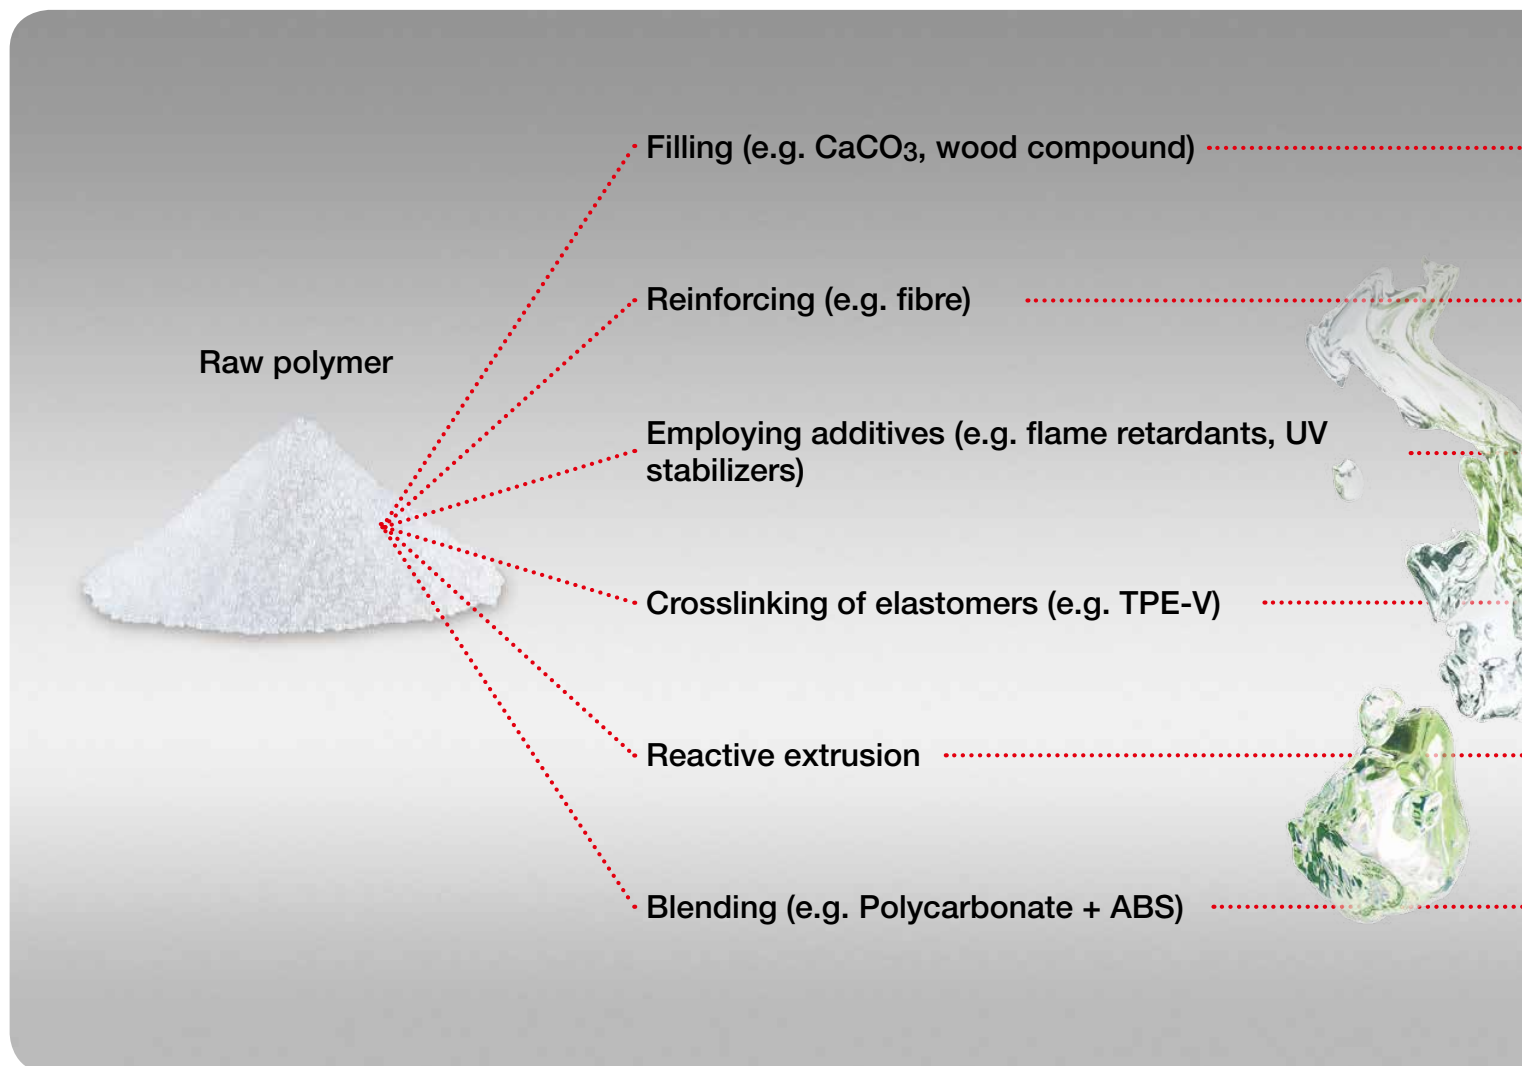 Filling (e.g. CaCO3, wood compound)
Reinforcing (e.g. fibre)
Raw polymer
Employing additives (e.g. flame retardants, UV
stabilizers)
Crosslinking of elastomers (e.g. TPE-V)
Reactive extrusion
Blending (e.g. Polycarbonate + ABS)